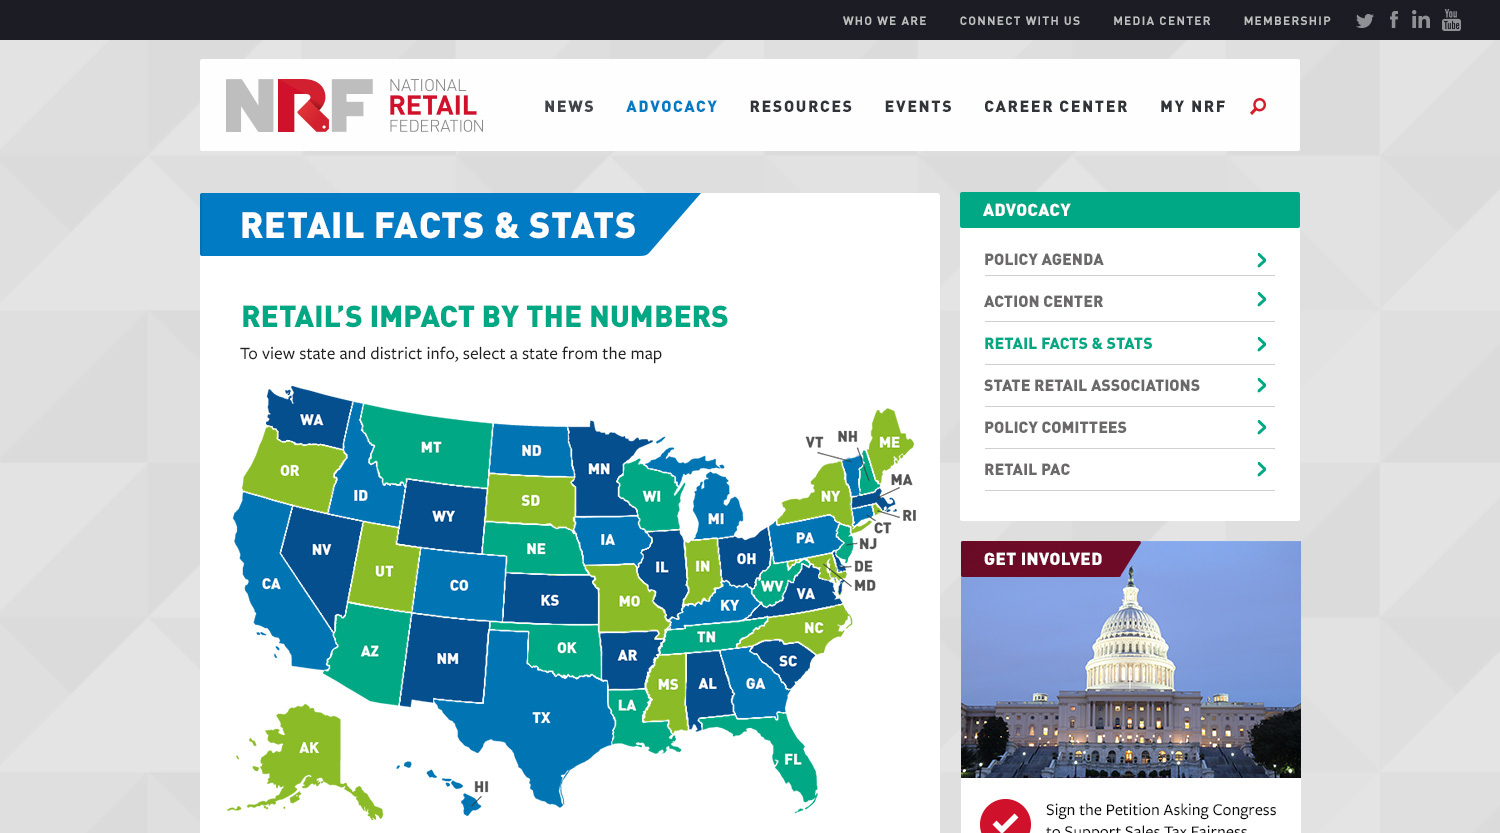 WHO WE ARE
CONNECT WITH US
MEDIA CENTER
MEMBERSHIP
You
Tube
NRF
NATIONAL
RETAIL
FEDERATION
NEWS
ADVOCACY
RESOURCES
EVENTS
CAREER CENTER
MY NRF
RETAIL FACTS & STATS
RETAIL’S IMPACT BY THE NUMBERS
To view state and district info, select a state from the map
WA
MT
ND
MN
VT
NH
ME
OR
ID
SD
WI
NY
MA
WY
MI
RI
NV
NE
IA
PA
CT
NJ
UT
CO
IL
IN
OH
DE
CA
KS
MO
KY
WV
VA
MD
AZ
NM
OK
AR
TN
NC
TX
LA
MS
AL
GA
SC
AK
HI
FL
ADVOCACY
POLICY AGENDA
ACTION CENTER
RETAIL FACTS & STATS
STATE RETAIL ASSOCIATIONS
POLICY COMITTEES
RETAIL PAC
GET INVOLVED
Sign the Petition Asking Congress
to Support Sales Tax Fairness